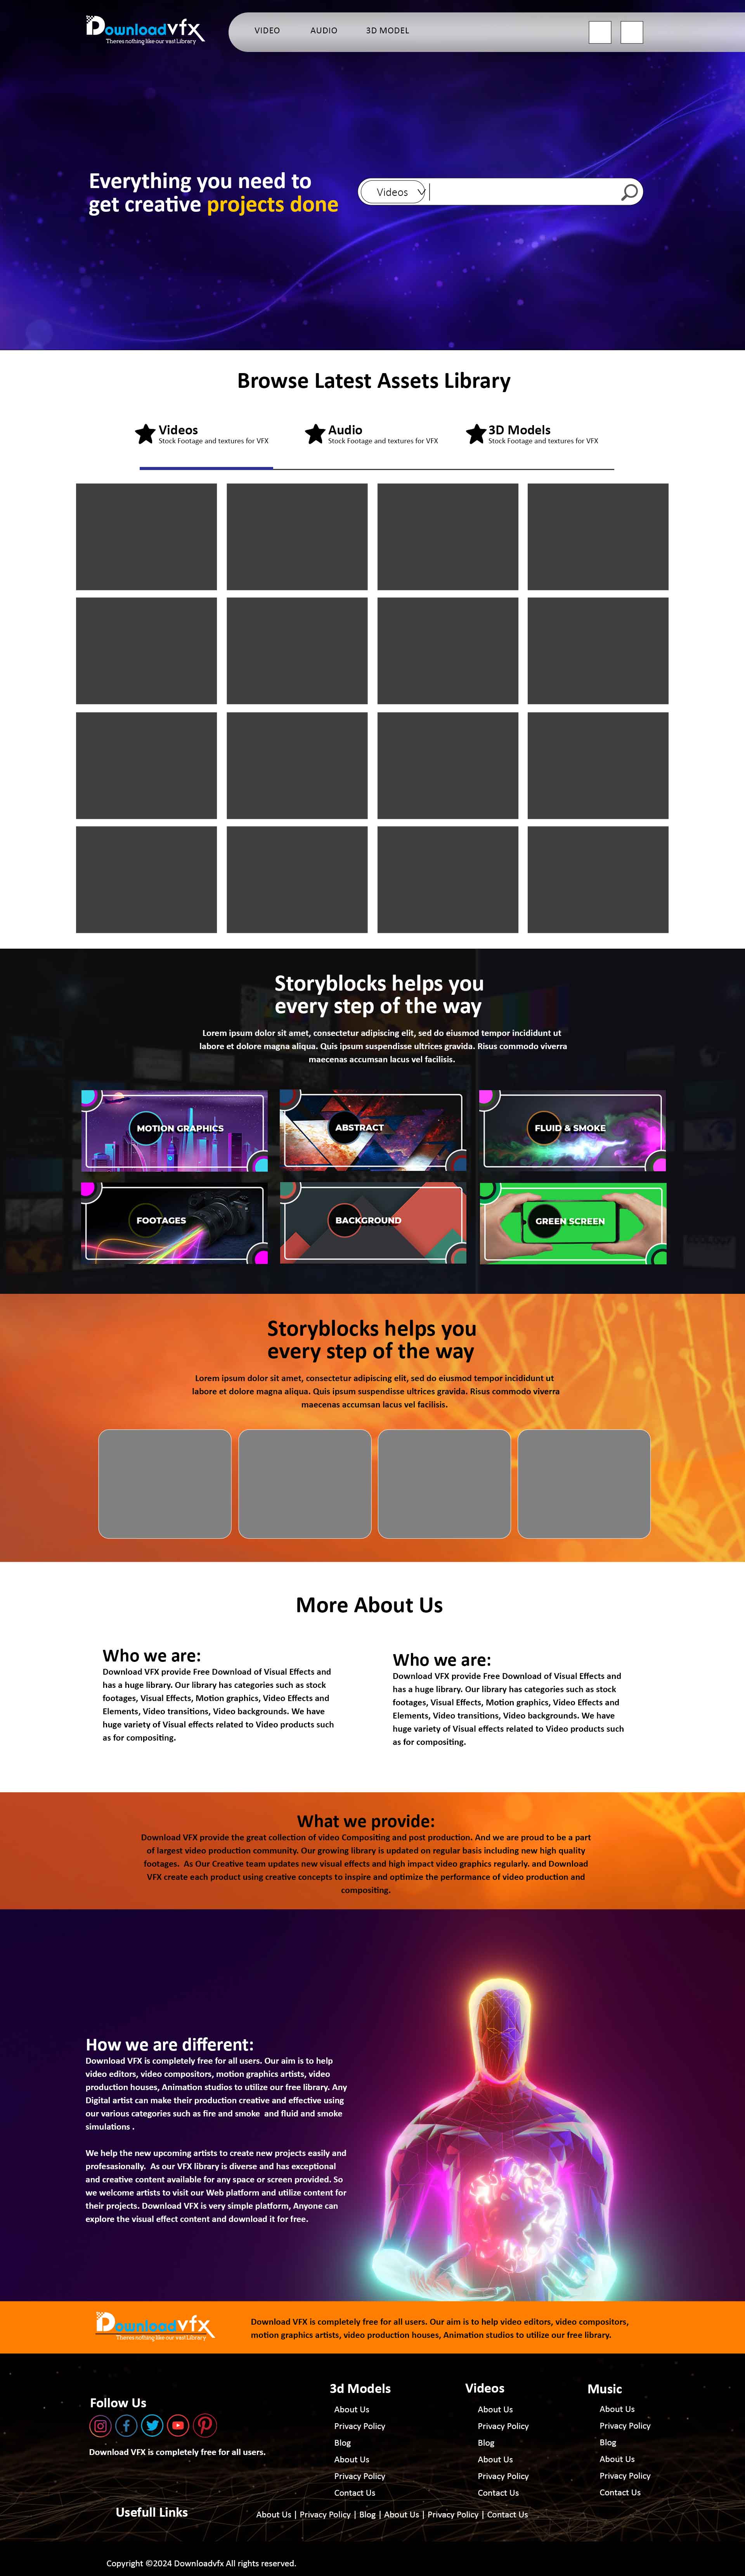 Downloadvfx
Theres nothing like our vast Library
VIDEO AUDIO 3D MODEL
Everything you need to
get creative projects done
Videos
Browse Latest Assets Library
Videos
Stock Footage and textures for VFX
Audio
Stock Footage and textures for VFX
3D Models
Stock Footage and textures for VFX
Storyblocks helps you
every step of the way
Lorem ipsum dolor sit amet, consectetur adipiscing elit, sed do eiusmod tempor incididunt ut
labore et dolore magna aliqua. Quis ipsum suspendisse ultrices gravida. Risus commodo viverra
maecenas accumsan lacus vel facilisis.
MOTION GRAPHICS
ABSTRACT
FLUID & SMOKE
FOOTAGES
BACKGROUND
GREEN SCREEN
Storyblocks helps you
every step of the way
Lorem ipsum dolor sit amet, consectetur adipiscing elit, sed do eiusmod tempor incididunt ut
labore et dolore magna aliqua. Quis ipsum suspendisse ultrices gravida. Risus commodo viverra
maecenas accumsan lacus vel facilisis.
More About Us
Who we are:
Download VFX provide Free Download of Visual Effects and
has a huge library. Our library has categories such as stock
footages, Visual Effects, Motion graphics, Video Effects and
Elements, Video transitions, Video backgrounds. We have
huge variety of Visual effects related to Video products such
as for compositing.
Who we are:
Download VFX provide Free Download of Visual Effects and
has a huge library. Our library has categories such as stock
footages, Visual Effects, Motion graphics, Video Effects and
Elements, Video transitions, Video backgrounds. We have
huge variety of Visual effects related to Video products such
as for compositing.
What we provide:
Download VFX provide the great collection of video Compositing and post production. And we are proud to be a part
of largest video production community. Our growing library is updated on regular basis including new high quality
footages. As Our Creative team updates new visual effects and high impact video graphics regularly. and Download
VFX create each product using creative concepts to inspire and optimize the performance of video production and
compositing.
How we are different:
Download VFX is completely free for all users. Our aim is to help
video editors, video compositors, motion graphics artists, video
production houses, Animation studios to utilize our free library. Any
Digital artist can make their production creative and effective using
our various categories such as fire and smoke and fluid and smoke
simulations .
We help the new upcoming artists to create new projects easily and
profesasionally. As our VFX library is diverse and has exceptional
and creative content available for any space or screen provided. So
we welcome artists to visit our Web platform and utilize content for
their projects. Download VFX is very simple platform, Anyone can
explore the visual effect content and download it for free.
Downloadvfx
Theres nothing like our vast Library
Download VFX is completely free for all users. Our aim is to help video editors, video compositors,
motion graphics artists, video production houses, Animation studios to utilize our free library.
Follow Us
Download VFX is completely free for all users.
3d Models
About Us
Privacy Policy
Blog
About Us
Privacy Policy
Contact Us
Videos
About Us
Privacy Policy
Blog
About Us
Privacy Policy
Contact Us
Music
About Us
Privacy Policy
Blog
About Us
Privacy Policy
Contact Us
Usefull Links
About Us | Privacy Policy | Blog | About Us | Privacy Policy | Contact Us
Copyright ©2024 Downloadvfx All rights reserved.